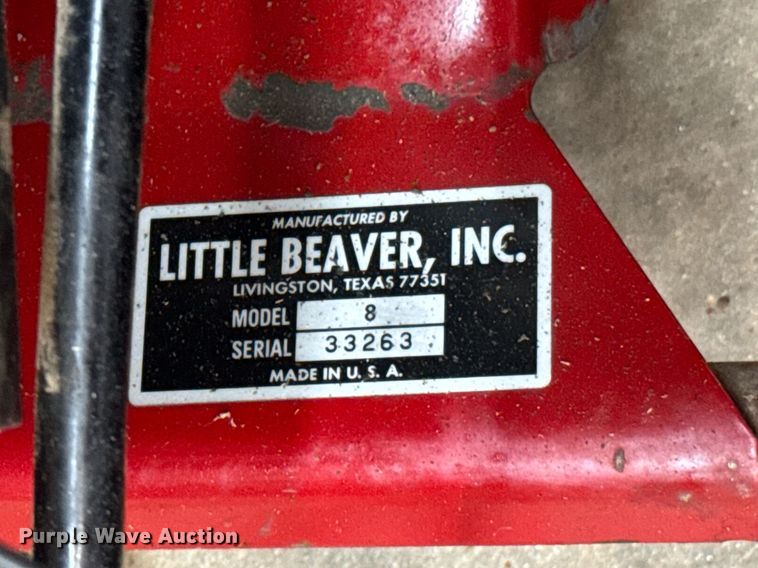 MANUFACTURED BY
LITTLE BEAVER, INC.
LIVINGSTON, TEXAS 77351
MODEL 8
SERIAL 33263
MADE IN U. S. A.
Purple Wave Auction